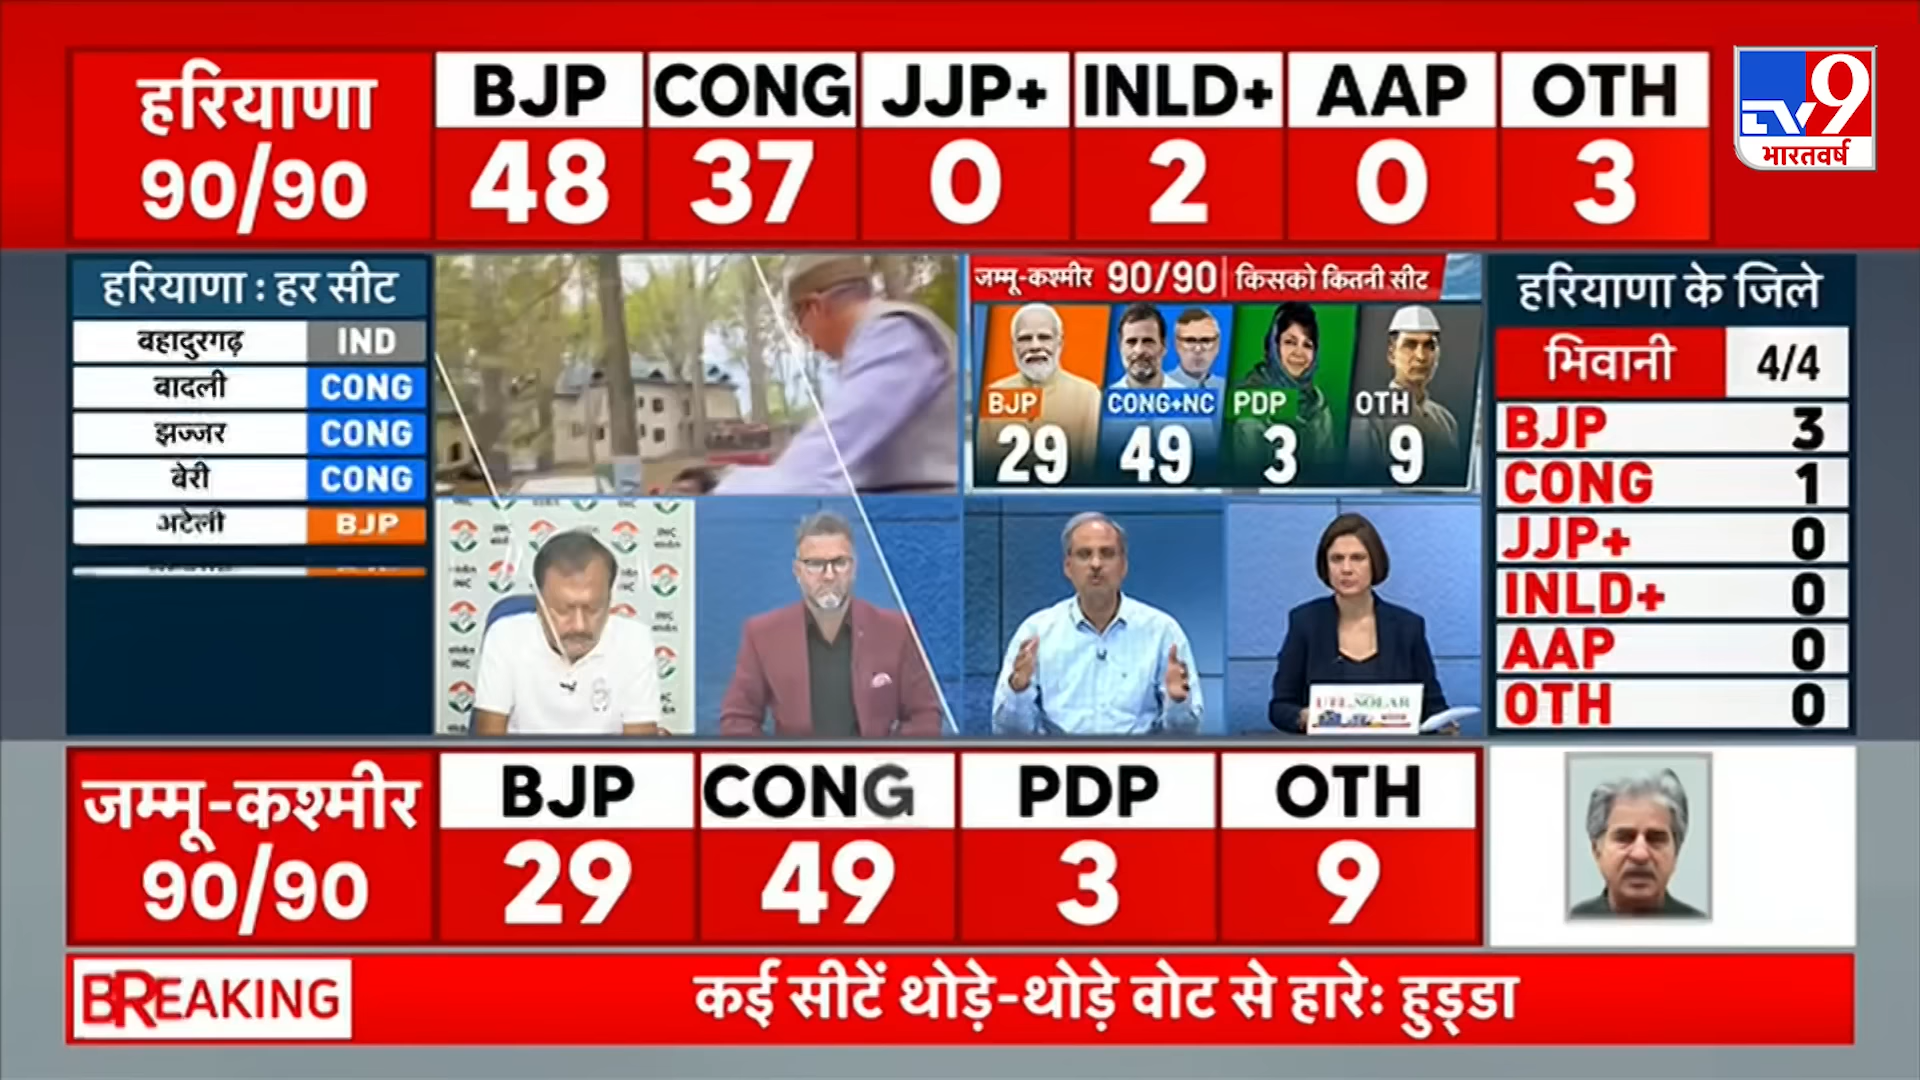 हरियाणा
90/90
BJP CONG JJP+ INLD+ AAP OTH
48 37 0 2 0 3
TV9
भारतवर्ष
हरियाणा : हर सीट
बहादुरगढ़ IND
बादली CONG
झज्जर CONG
बेरी CONG
अटेली BJP
जम्मू-कश्मीर 90/90 किसको कितनी सीट
BJP CONG+NC PDP OTH
29 49 3 9
INC
UTL SOLAR
हरियाणा के जिले
भिवानी 4/4
BJP 3
CONG 1
JJP+ 0
INLD+ 0
AAP 0
OTH 0
जम्मू-कश्मीर
90/90
BJP CONG PDP OTH
29 49 3 9
BREAKING
कई सीटें थोड़े-थोड़े वोट से हारेः हुड्डा